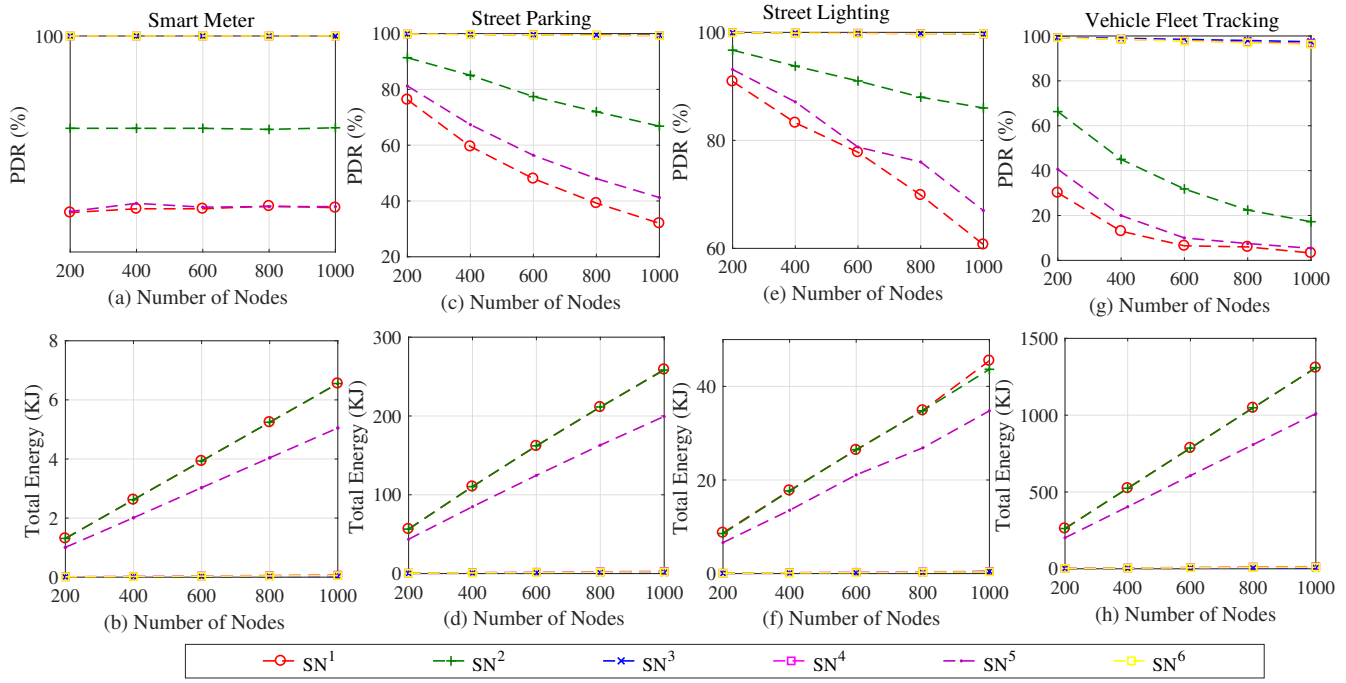 Smart Meter
100
PDR (%)
200 400 600 800 1000
(a) Number of Nodes
Street Parking
100
80
60
40
20
PDR (%)
200 400 600 800 1000
(c) Number of Nodes
Street Lighting
100
80
60
PDR (%)
200 400 600 800 1000
(e) Number of Nodes
Vehicle Fleet Tracking
100
80
60
40
20
0
PDR (%)
200 400 600 800 1000
(g) Number of Nodes
8
6
4
2
0
Total Energy (KJ)
200 400 600 800 1000
(b) Number of Nodes
300
200
100
0
Total Energy (KJ)
200 400 600 800 1000
(d) Number of Nodes
40
20
0
Total Energy (KJ)
200 400 600 800 1000
(f) Number of Nodes
1500
1000
500
0
Total Energy (KJ)
200 400 600 800 1000
(h) Number of Nodes
SN¹ SN² SN³ SN⁴ SN⁵ SN⁶